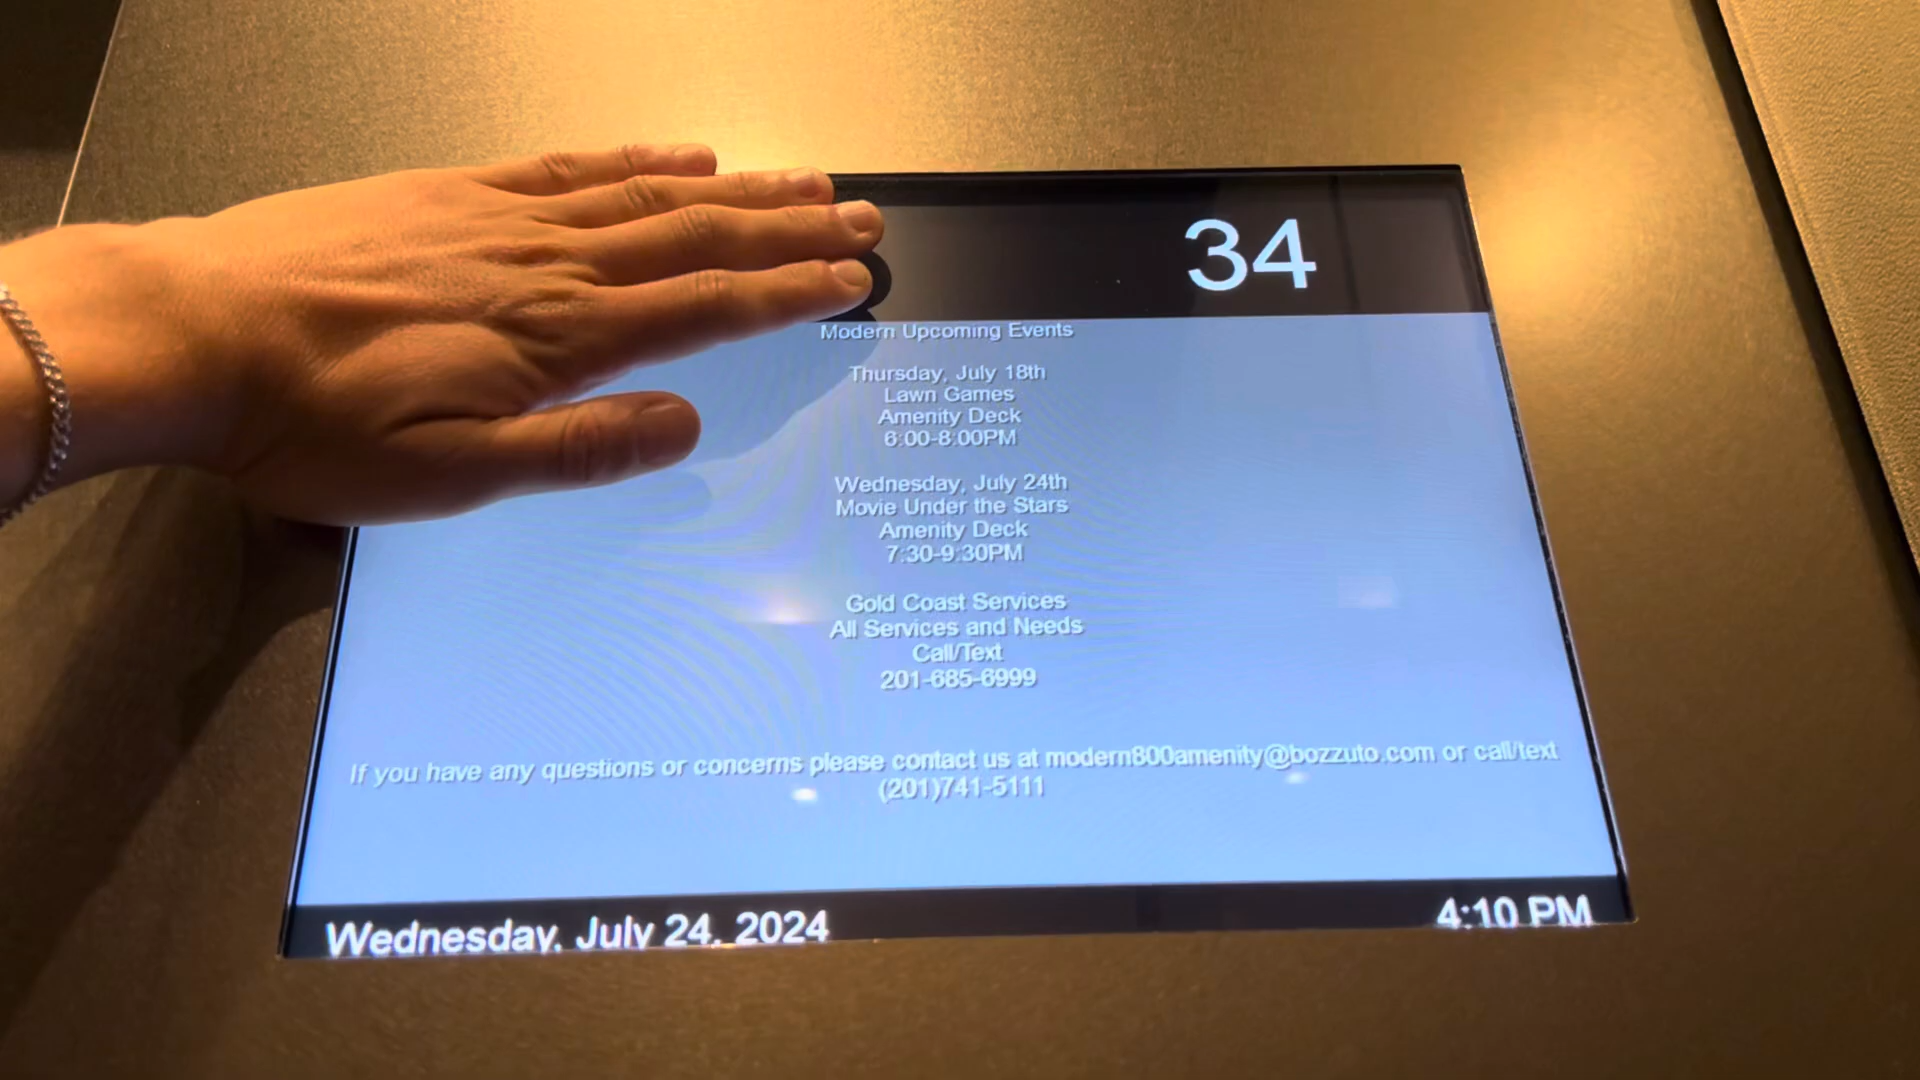 34
Modern Upcoming Events
Thursday, July 18th
Lawn Games
Amenity Deck
6:00-8:00PM
Wednesday, July 24th
Movie Under the Stars
Amenity Deck
7:30-9:30PM
Gold Coast Services
All Services and Needs
Call/Text
201-685-6999
If you have any questions or concerns please contact us at modern800amenity@bozzuto.com or call/text
(201)741-5111
Wednesday, July 24, 2024
4:10 PM